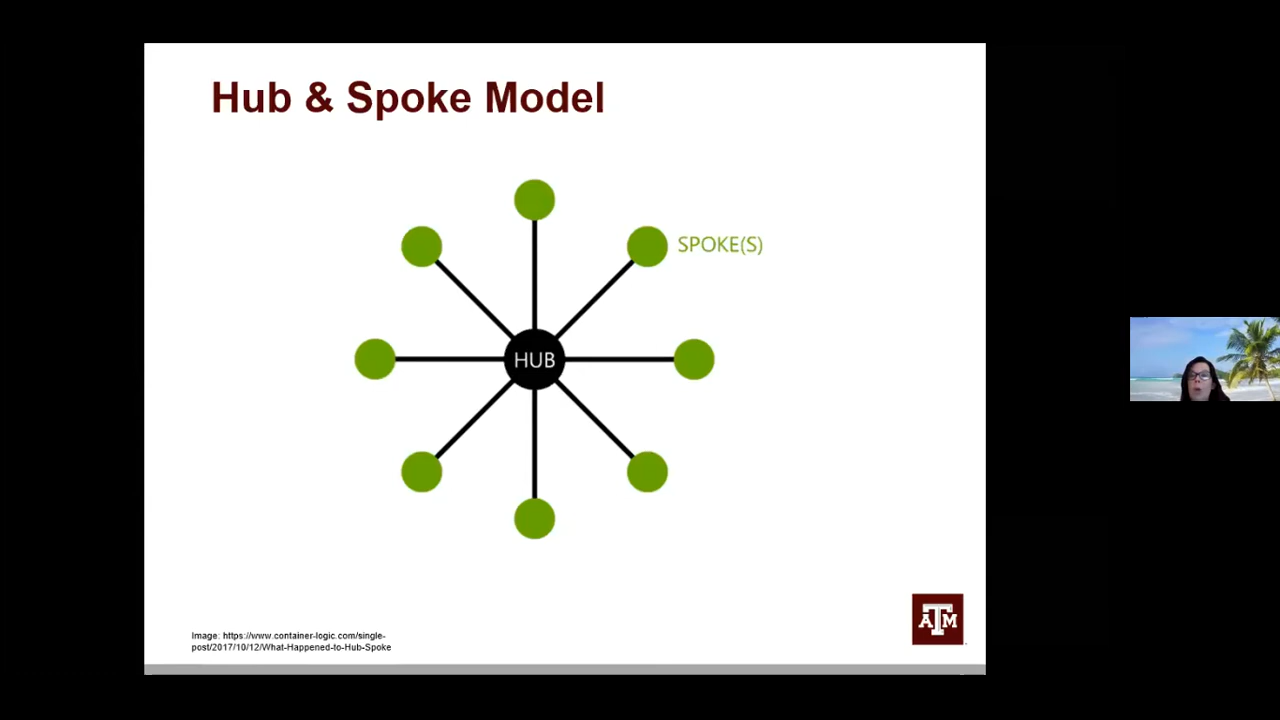 Hub & Spoke Model
SPOKE(S)
HUB
Image: https://www.container-logic.com/single-
post/2017/10/12/What-Happened-to-Hub-Spoke
ATM